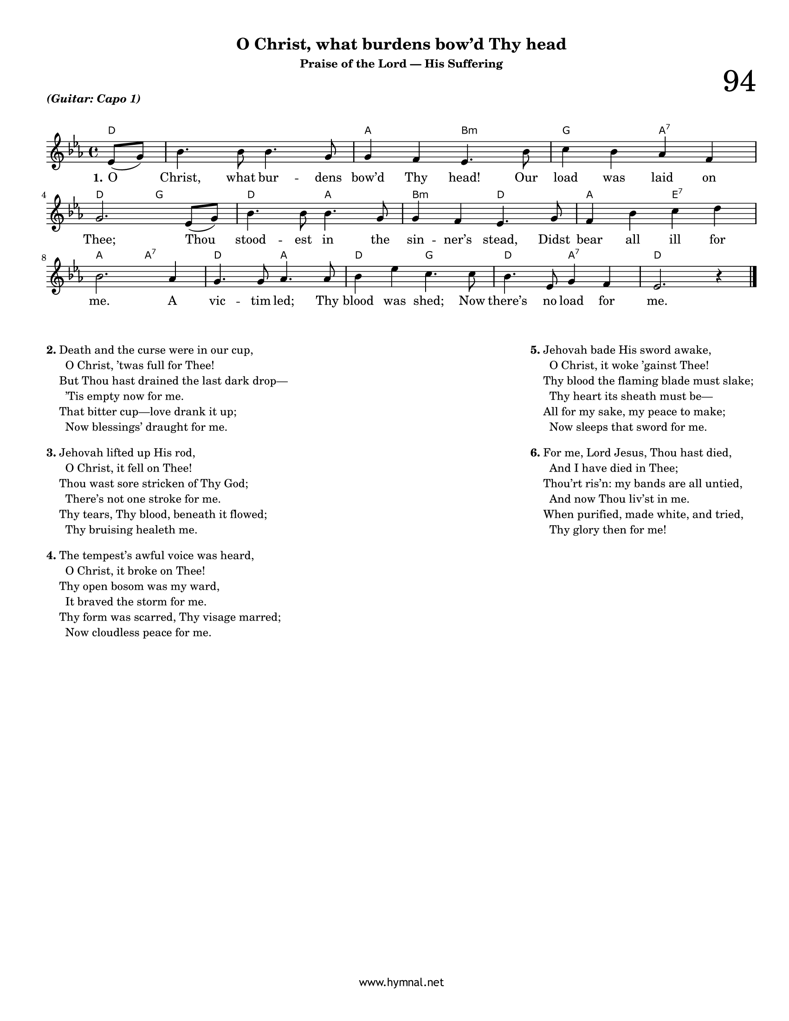 O Christ, what burdens bow’d Thy head
Praise of the Lord — His Suffering
94
(Guitar: Capo 1)
D A Bm G A7
1. O Christ, what bur - dens bow’d Thy head! Our load was laid on
4 D G D A Bm D A E7
Thee; Thou stood - est in the sin - ner’s stead, Didst bear all ill for
8 A A7 D A D G D A7 D
me. A vic - tim led; Thy blood was shed; Now there’s no load for me.
2. Death and the curse were in our cup,
O Christ, ’twas full for Thee!
But Thou hast drained the last dark drop—
’Tis empty now for me.
That bitter cup—love drank it up;
Now blessings’ draught for me.
3. Jehovah lifted up His rod,
O Christ, it fell on Thee!
Thou wast sore stricken of Thy God;
There’s not one stroke for me.
Thy tears, Thy blood, beneath it flowed;
Thy bruising healeth me.
4. The tempest’s awful voice was heard,
O Christ, it broke on Thee!
Thy open bosom was my ward,
It braved the storm for me.
Thy form was scarred, Thy visage marred;
Now cloudless peace for me.
5. Jehovah bade His sword awake,
O Christ, it woke ’gainst Thee!
Thy blood the flaming blade must slake;
Thy heart its sheath must be—
All for my sake, my peace to make;
Now sleeps that sword for me.
6. For me, Lord Jesus, Thou hast died,
And I have died in Thee;
Thou’rt ris’n: my bands are all untied,
And now Thou liv’st in me.
When purified, made white, and tried,
Thy glory then for me!
www.hymnal.net